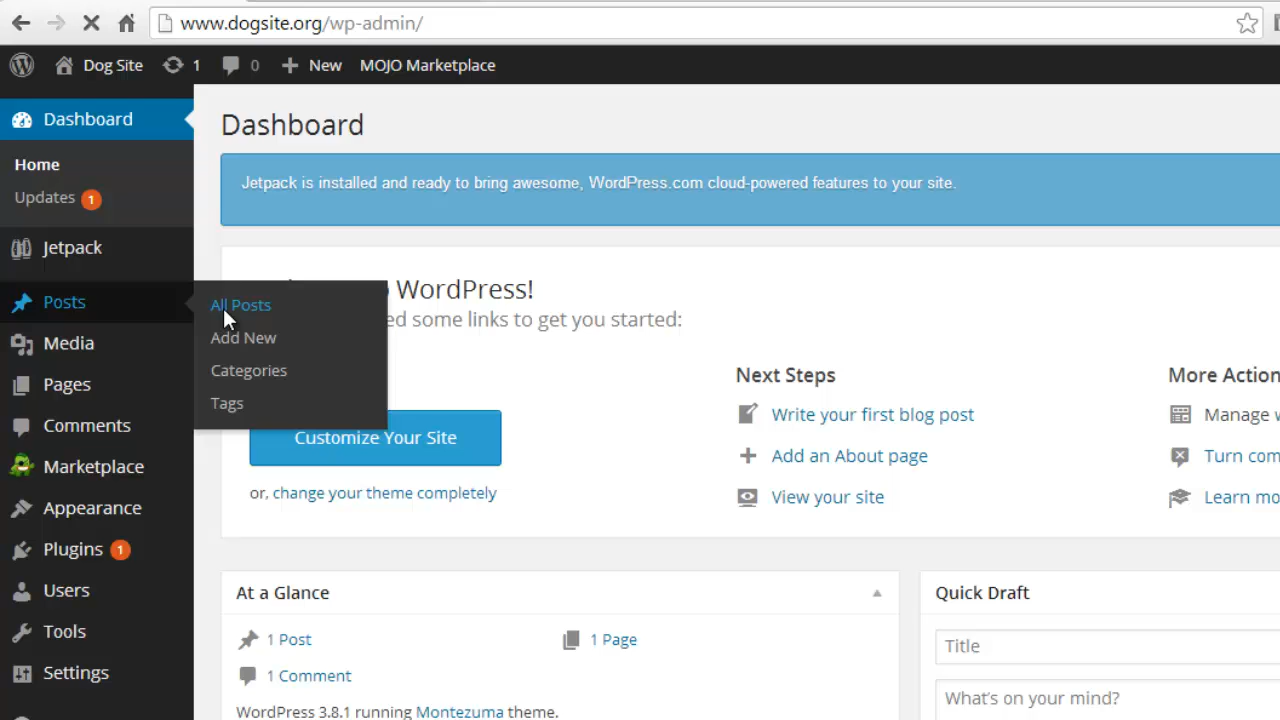 www.dogsite.org/wp-admin/
Dog Site 1 0 New MOJO Marketplace
Dashboard
Home
Updates 1
Jetpack
Posts
Media
Pages
Comments
Marketplace
Appearance
Plugins 1
Users
Tools
Settings
All Posts
Add New
Categories
Tags
Dashboard
Jetpack is installed and ready to bring awesome, WordPress.com cloud-powered features to your site.
WordPress!
some links to get you started:
Customize Your Site
or, change your theme completely
Next Steps
Write your first blog post
Add an About page
View your site
More Action
Manage
Turn
Learn
At a Glance
1 Post 1 Page
1 Comment
WordPress 3.8.1 running Montezuma theme.
Quick Draft
Title
What's on your mind?